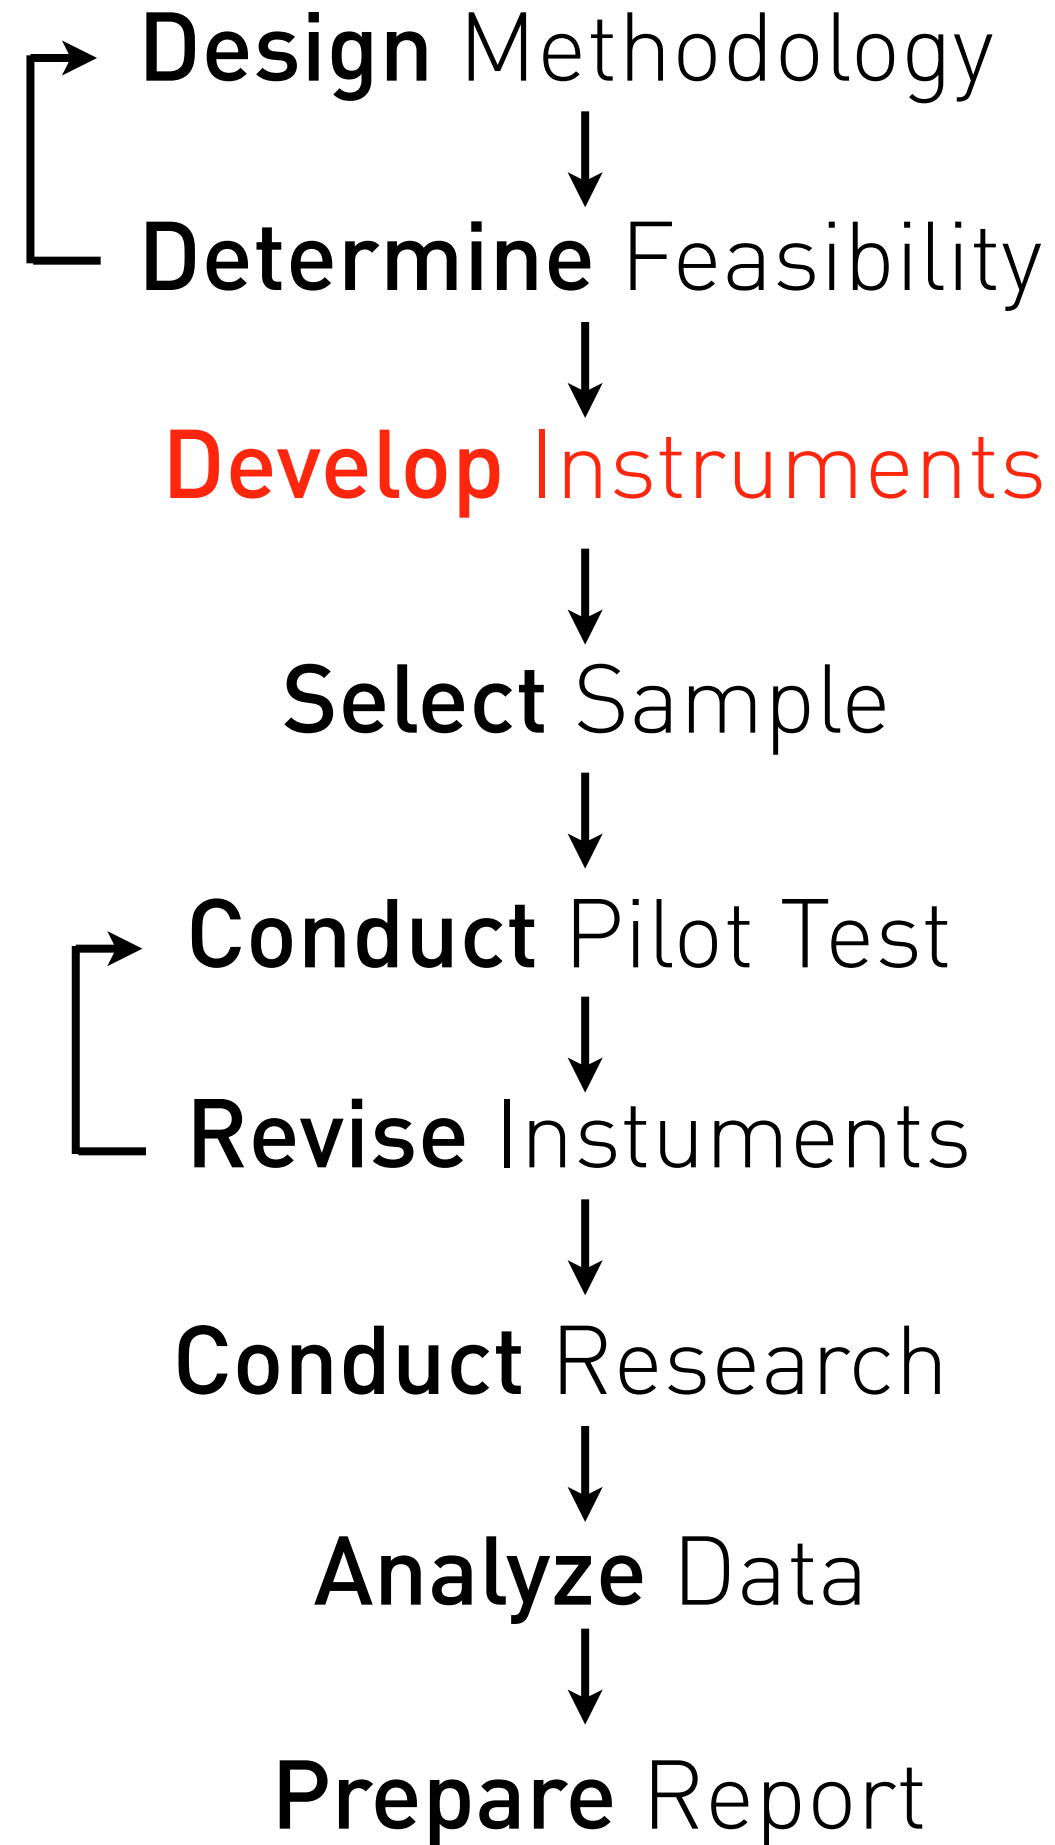 Design Methodology
Determine Feasibility
Develop Instruments
Select Sample
Conduct Pilot Test
Revise Instuments
Conduct Research
Analyze Data
Prepare Report